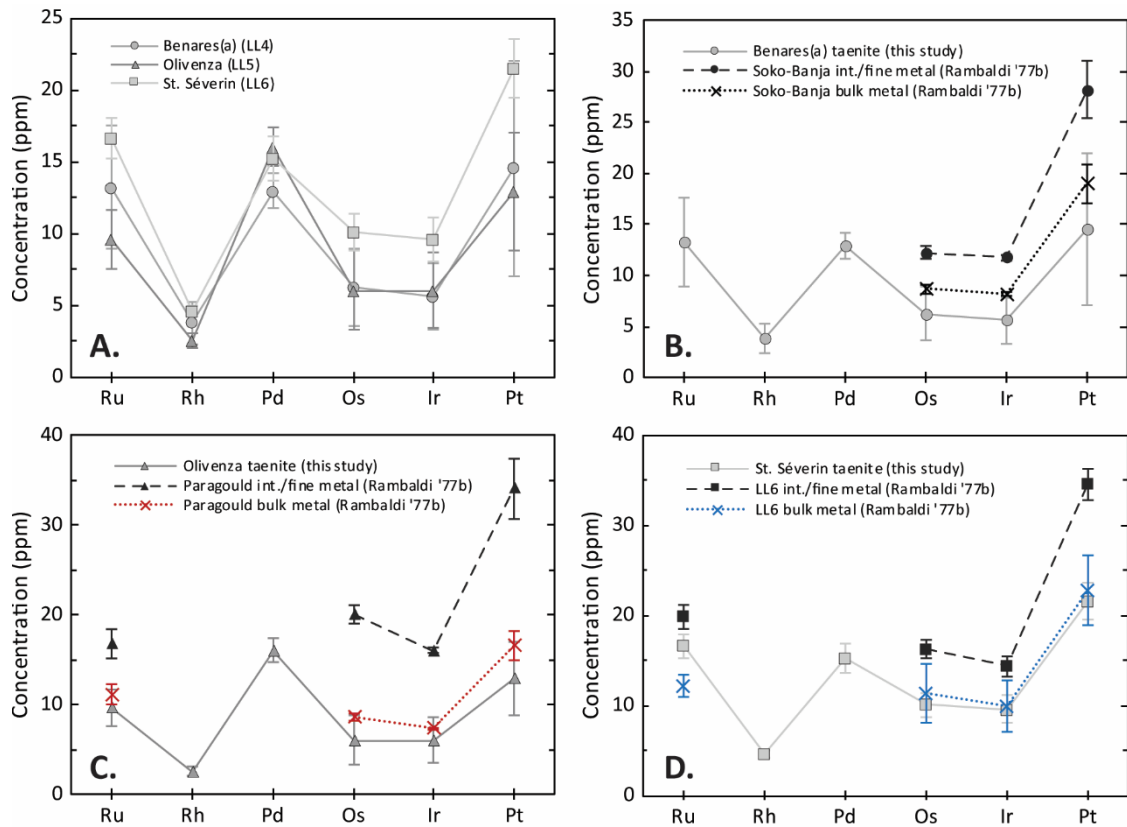 25
20
15
10
5
0
Concentration (ppm)
Benares(a) (LL4)
Olivenza (LL5)
St. Séverin (LL6)
A.
Ru Rh Pd Os Ir Pt
35
30
25
20
15
10
5
0
Concentration (ppm)
Benares(a) taenite (this study)
Soko-Banja int./fine metal (Rambaldi '77b)
Soko-Banja bulk metal (Rambaldi '77b)
B.
Ru Rh Pd Os Ir Pt
40
30
20
10
0
Concentration (ppm)
Olivenza taenite (this study)
Paragould int./fine metal (Rambaldi '77b)
Paragould bulk metal (Rambaldi '77b)
C.
Ru Rh Pd Os Ir Pt
40
30
20
10
0
Concentration (ppm)
St. Séverin taenite (this study)
LL6 int./fine metal (Rambaldi '77b)
LL6 bulk metal (Rambaldi '77b)
D.
Ru Rh Pd Os Ir Pt